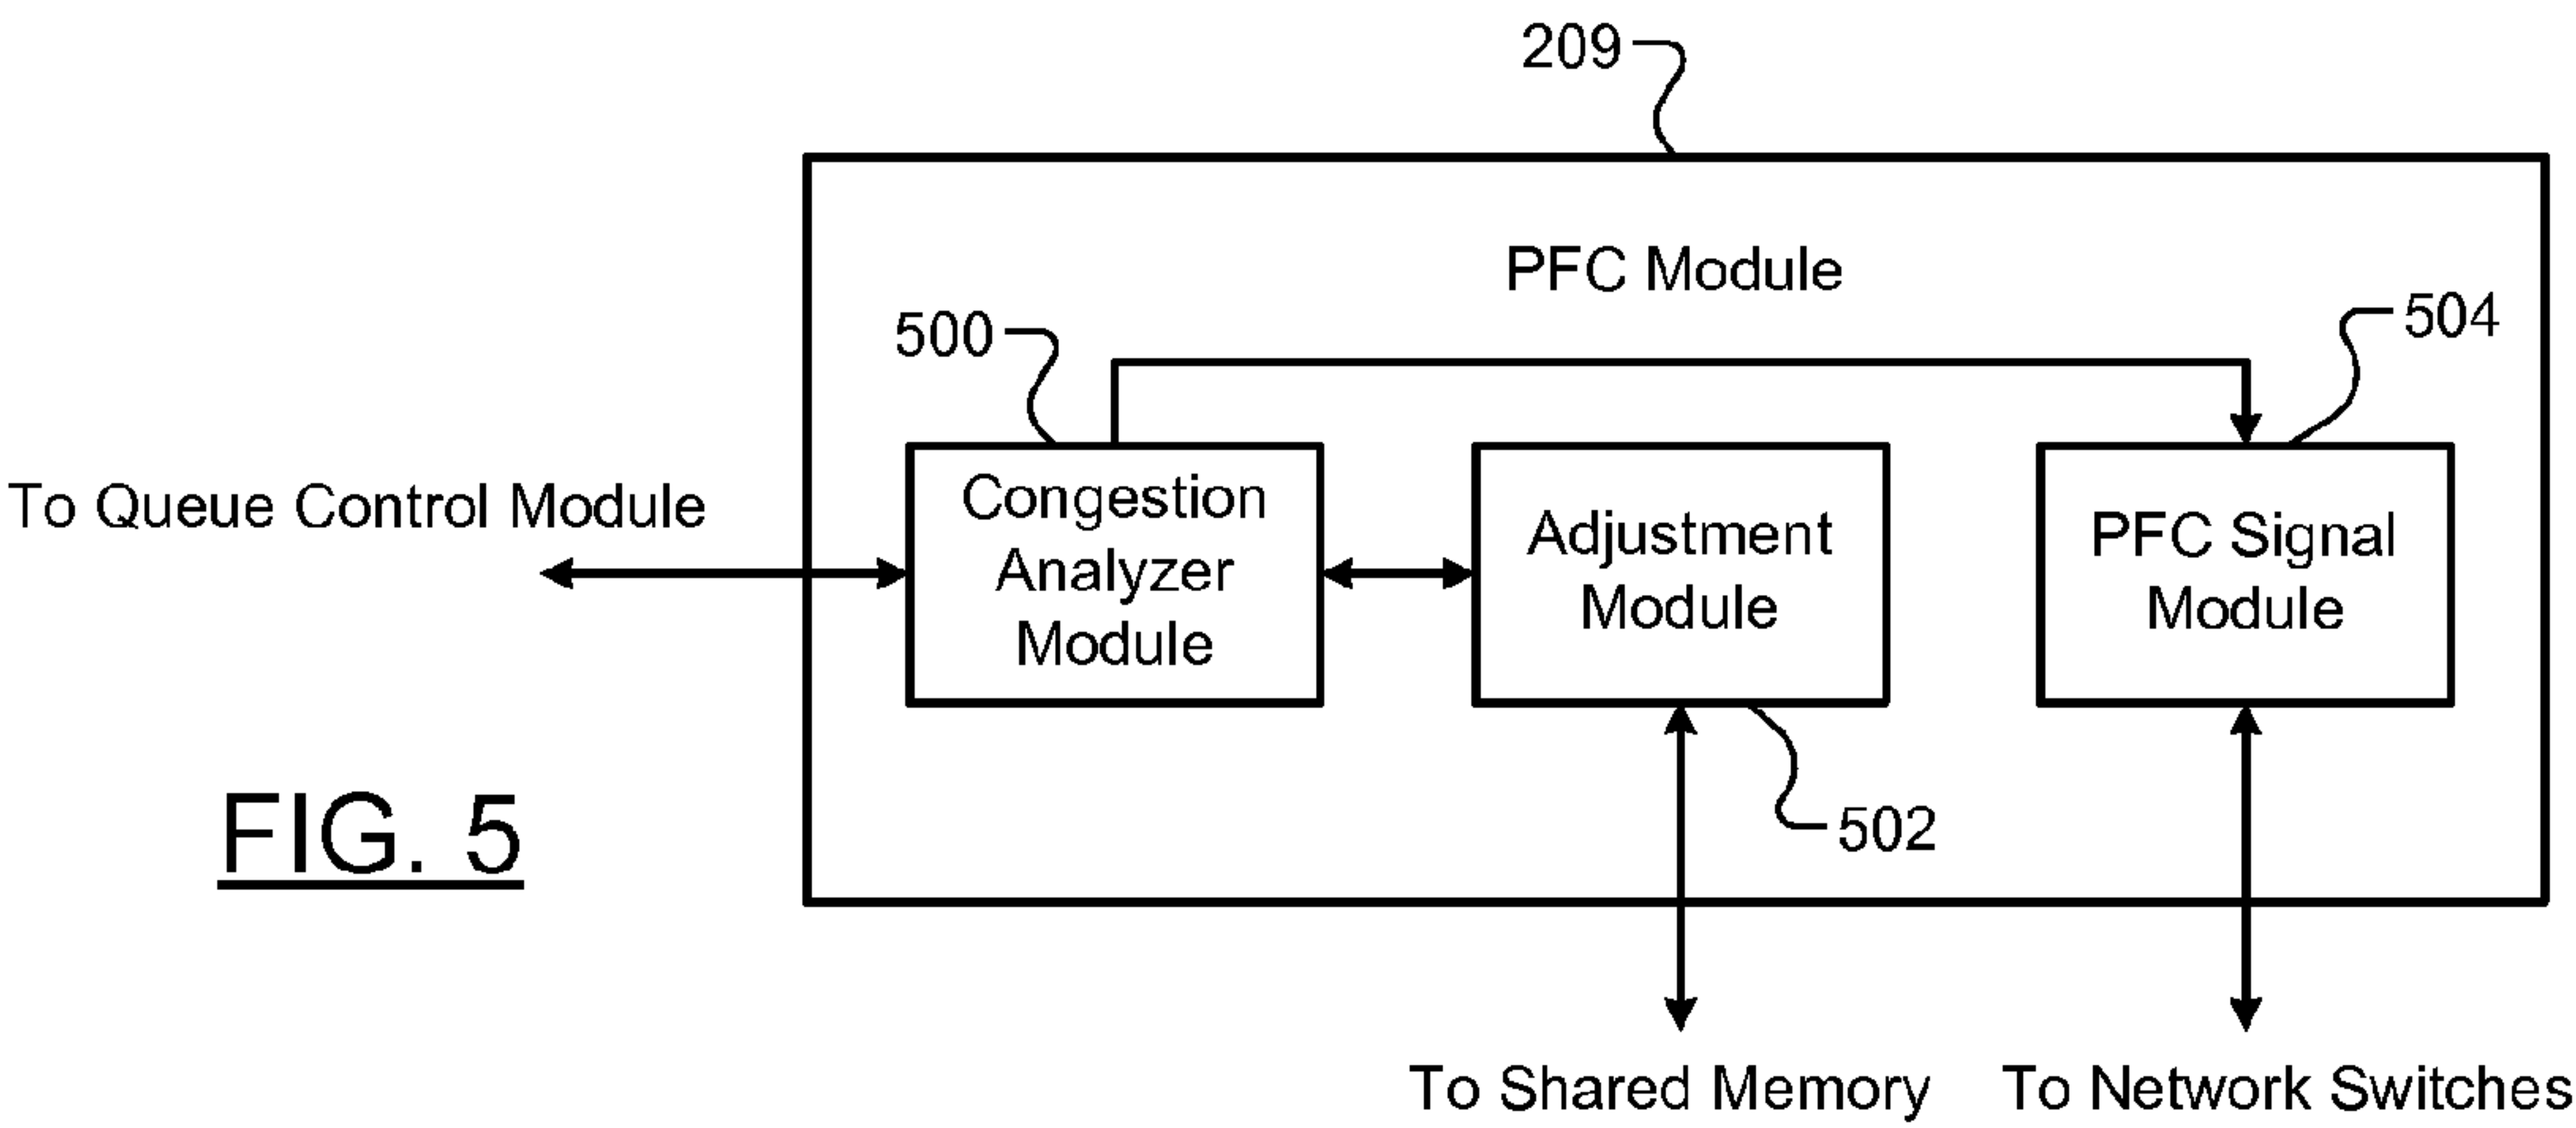 209
PFC Module
500
504
To Queue Control Module
Congestion
Analyzer
Module
Adjustment
Module
PFC Signal
Module
502
FIG. 5
To Shared Memory
To Network Switches